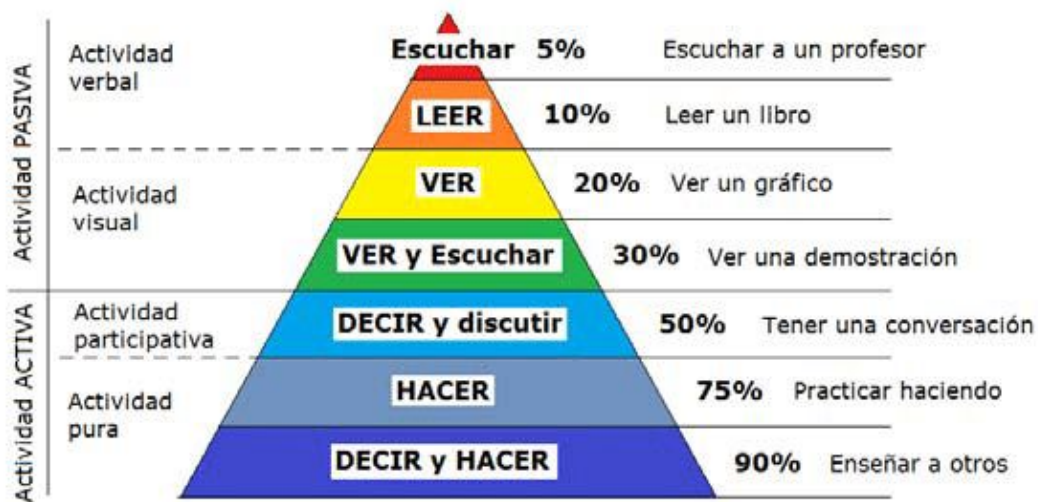 Actividad PASIVA
Actividad
verbal
Escuchar 5% Escuchar a un profesor
LEER 10% Leer un libro
Actividad
visual
VER 20% Ver un gráfico
VER y Escuchar 30% Ver una demostración
Actividad ACTIVA
Actividad
participativa
DECIR y discutir 50% Tener una conversación
Actividad
pura
HACER 75% Practicar haciendo
DECIR y HACER 90% Enseñar a otros